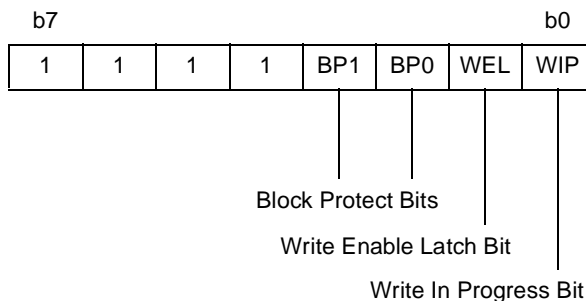 b7 b0
1 1 1 1 BP1 BP0 WEL WIP
Block Protect Bits
Write Enable Latch Bit
Write In Progress Bit